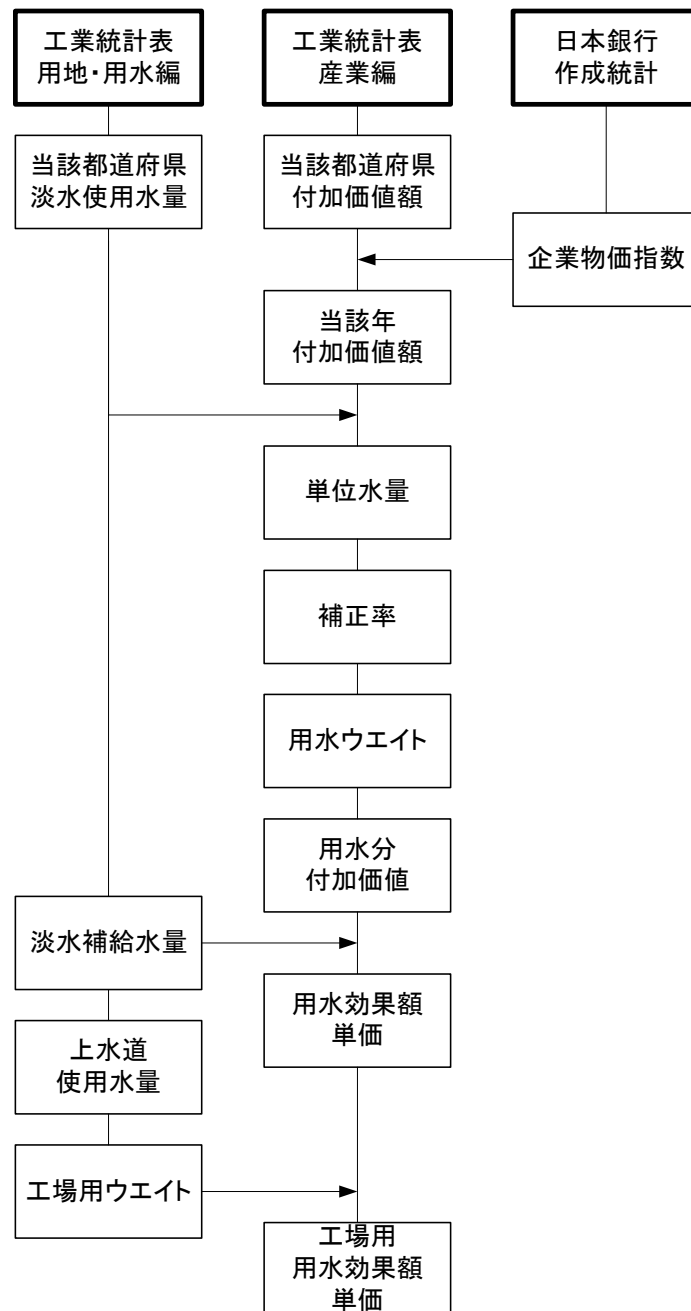 工業統計表
用地・用水編
工業統計表
産業編
日本銀行
作成統計
当該都道府県
淡水使用水量
当該都道府県
付加価値額
企業物価指数
当該年
付加価値額
単位水量
補正率
用水ウエイト
用水分
付加価値
淡水補給水量
用水効果額
単価
上水道
使用水量
工場用ウエイト
工場用
用水効果額
単価